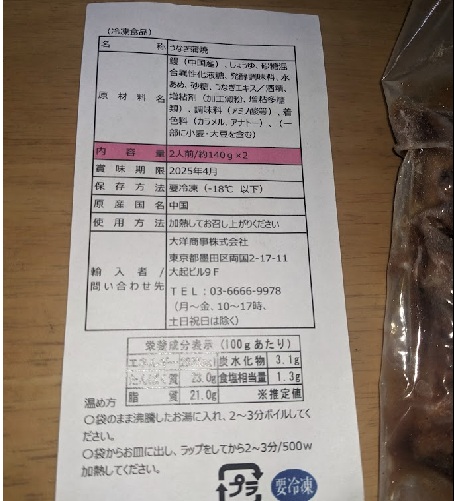 (冷凍食品)
名 称 うなぎ蒲焼
原 材 料 名 鰻（中国産）、しょうゆ、砂糖混
合異性化液糖、発酵調味料、水
あめ、砂糖、うなぎエキス／酒精、
増粘剤（加工澱粉、増粘多糖
類）、調味料（アミノ酸等）、着
色料（カラメル、アナトー）、（一
部に小麦・大豆を含む）
内 容 量 2人前/約140g×2
賞 味 期 限 2025年4月
保 存 方 法 要冷凍（-18℃ 以下）
原 産 国 名 中国
使 用 方 法 加熱してお召し上がりください
輸 入 者 / 問い合わせ先 大洋商事株式会社
東京都墨田区両国2-17-11
大起ビル9F
TEL：03-6666-9978
（月～金、10～17時、
土日祝日は除く）
栄養成分表示（100gあたり）
炭水化物 3.1g
たんぱく質 23.0g 食塩相当量 1.3g
脂 質 21.0g ※推定値
温め方
○袋のまま沸騰したお湯に入れ、2～3分ボイルしてく
ださい。
○袋からお皿に出し、ラップをしてから2～3分/500w
加熱してください。
プラ
要冷凍